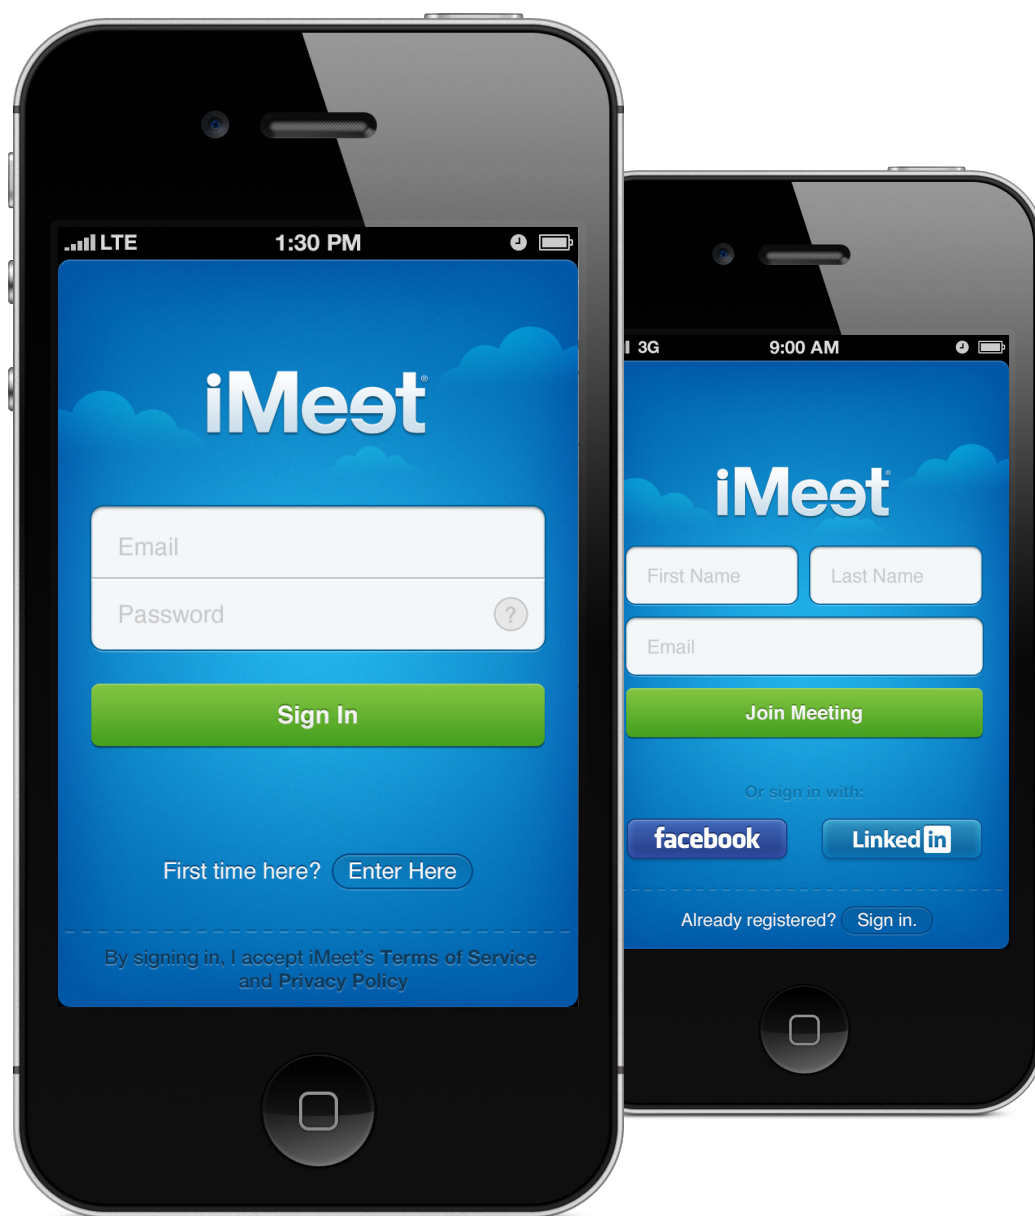 LTE 1:30 PM
iMeet®
Email
Password ?
Sign In
First time here? Enter Here
By signing in, I accept iMeet's Terms of Service
and Privacy Policy
3G 9:00 AM
iMeet®
First Name Last Name
Email
Join Meeting
Or sign in with:
facebook Linked in
Already registered? Sign in.